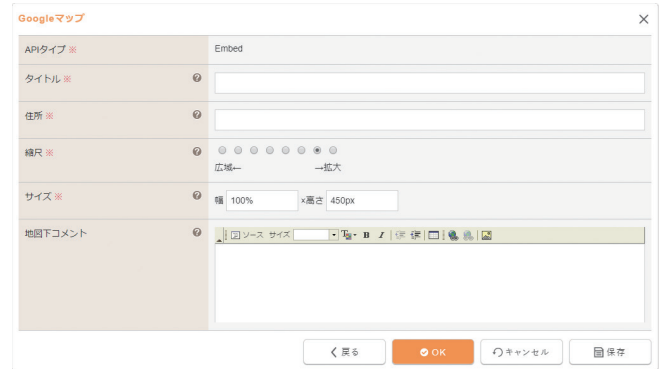 Googleマップ
APIタイプ ※
Embed
タイトル ※
住所 ※
縮尺 ※
広域← →拡大
サイズ ※
幅 100% ×高さ 450px
地図下コメント
ソース サイズ B I
戻る OK キャンセル 保存